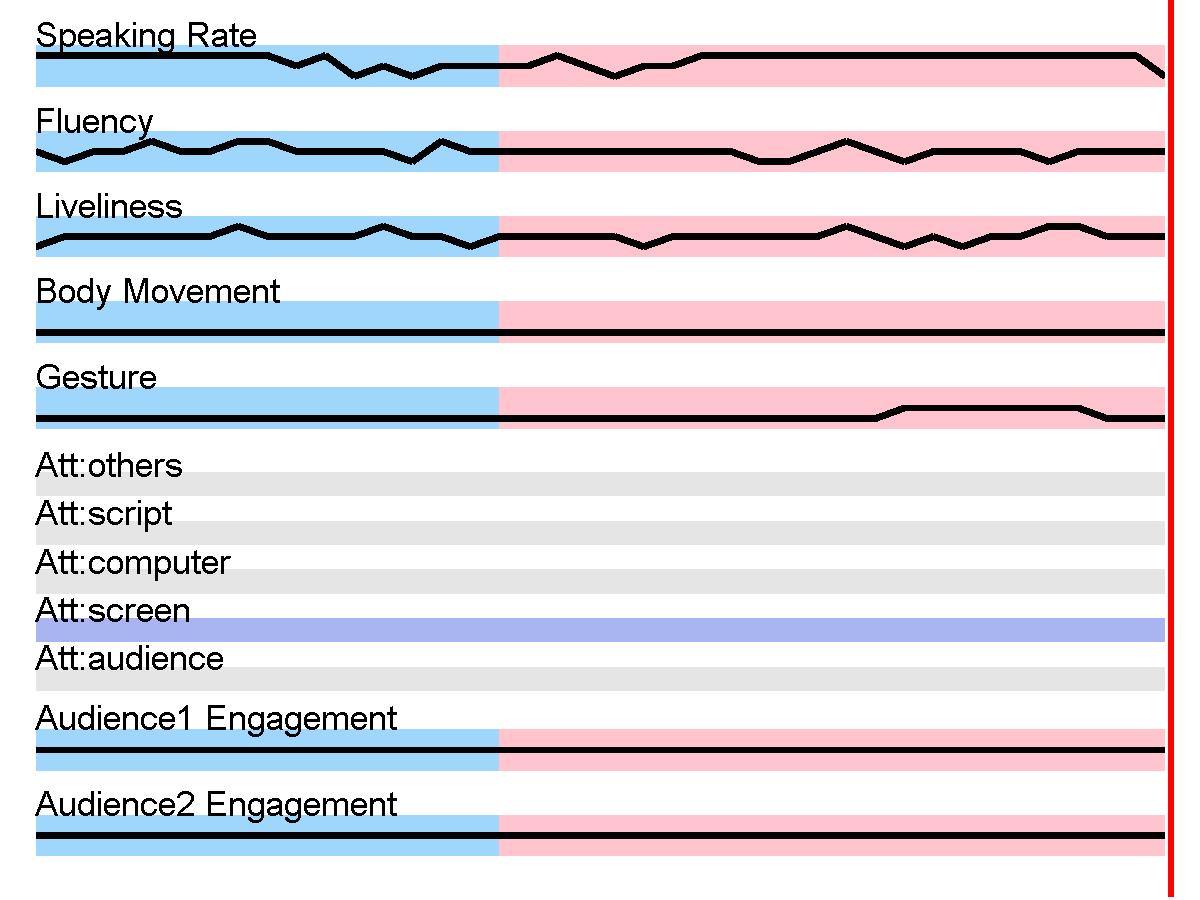 Speaking Rate
Fluency
Liveliness
Body Movement
Gesture
Att:others
Att:script
Att:computer
Att:screen
Att:audience
Audience1 Engagement
Audience2 Engagement